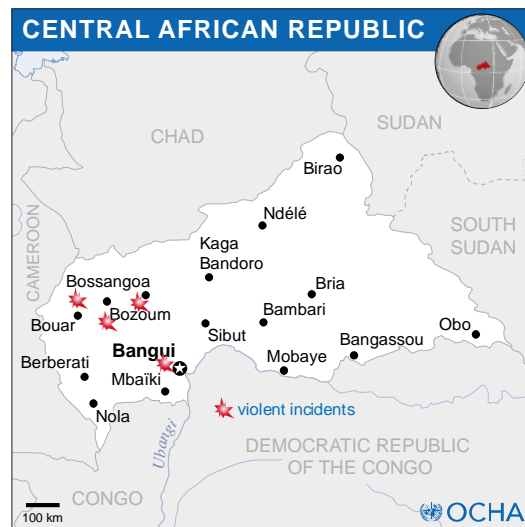 CENTRAL AFRICAN REPUBLIC
CHAD
SUDAN
Birao
Ndélé
SOUTH
SUDAN
CAMEROON
Kaga
Bandoro
Bossangoa
Bria
Bozoum
Bouar
Bambari
Obo
Sibut
Bangui
Bangassou
Berberati
Mobaye
Mbaïki
Nola
violent incidents
Ubangi
DEMOCRATIC REPUBLIC
OF THE CONGO
CONGO
100 km
OCHA